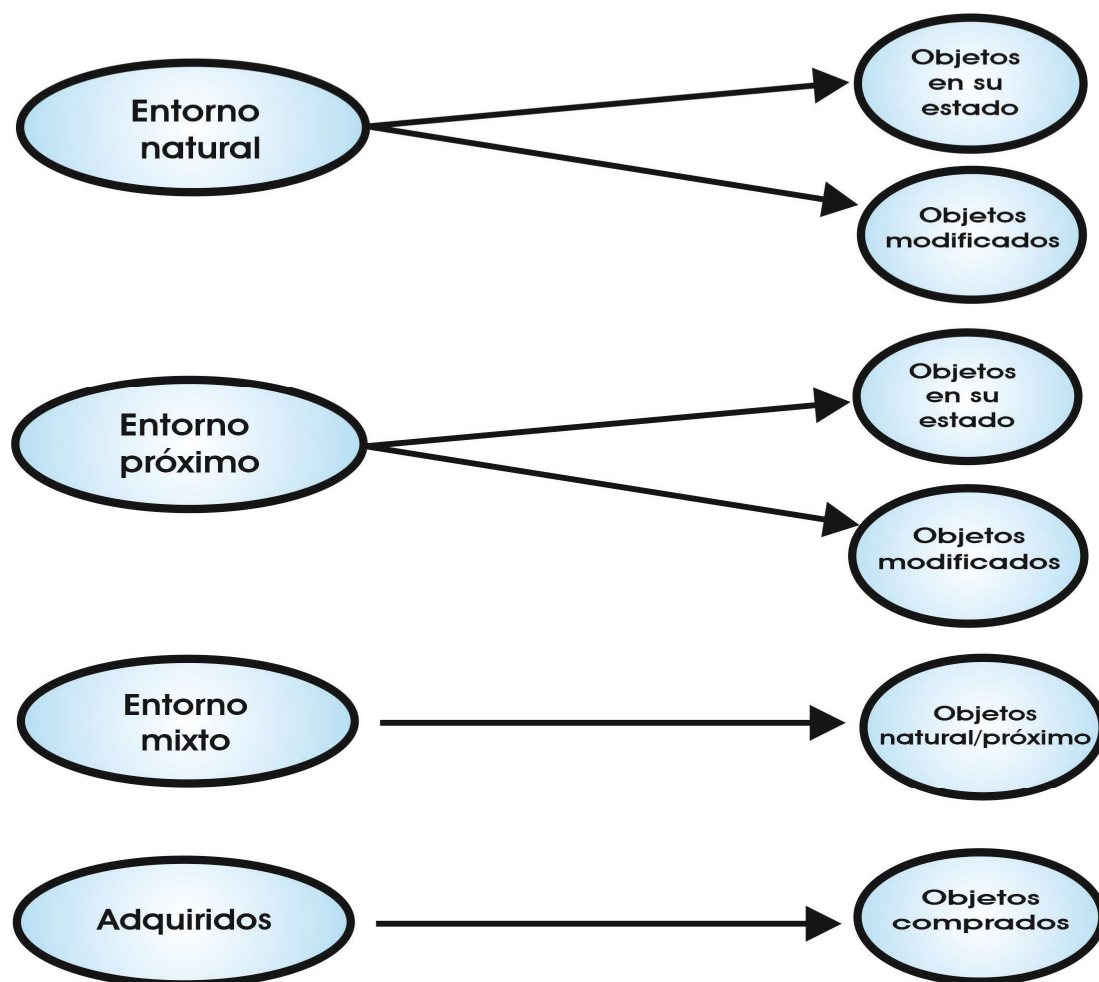 Entorno
natural
Objetos
en su
estado
Objetos
modificados
Entorno
próximo
Objetos
en su
estado
Objetos
modificados
Entorno
mixto
Objetos
natural/próximo
Adquiridos
Objetos
comprados